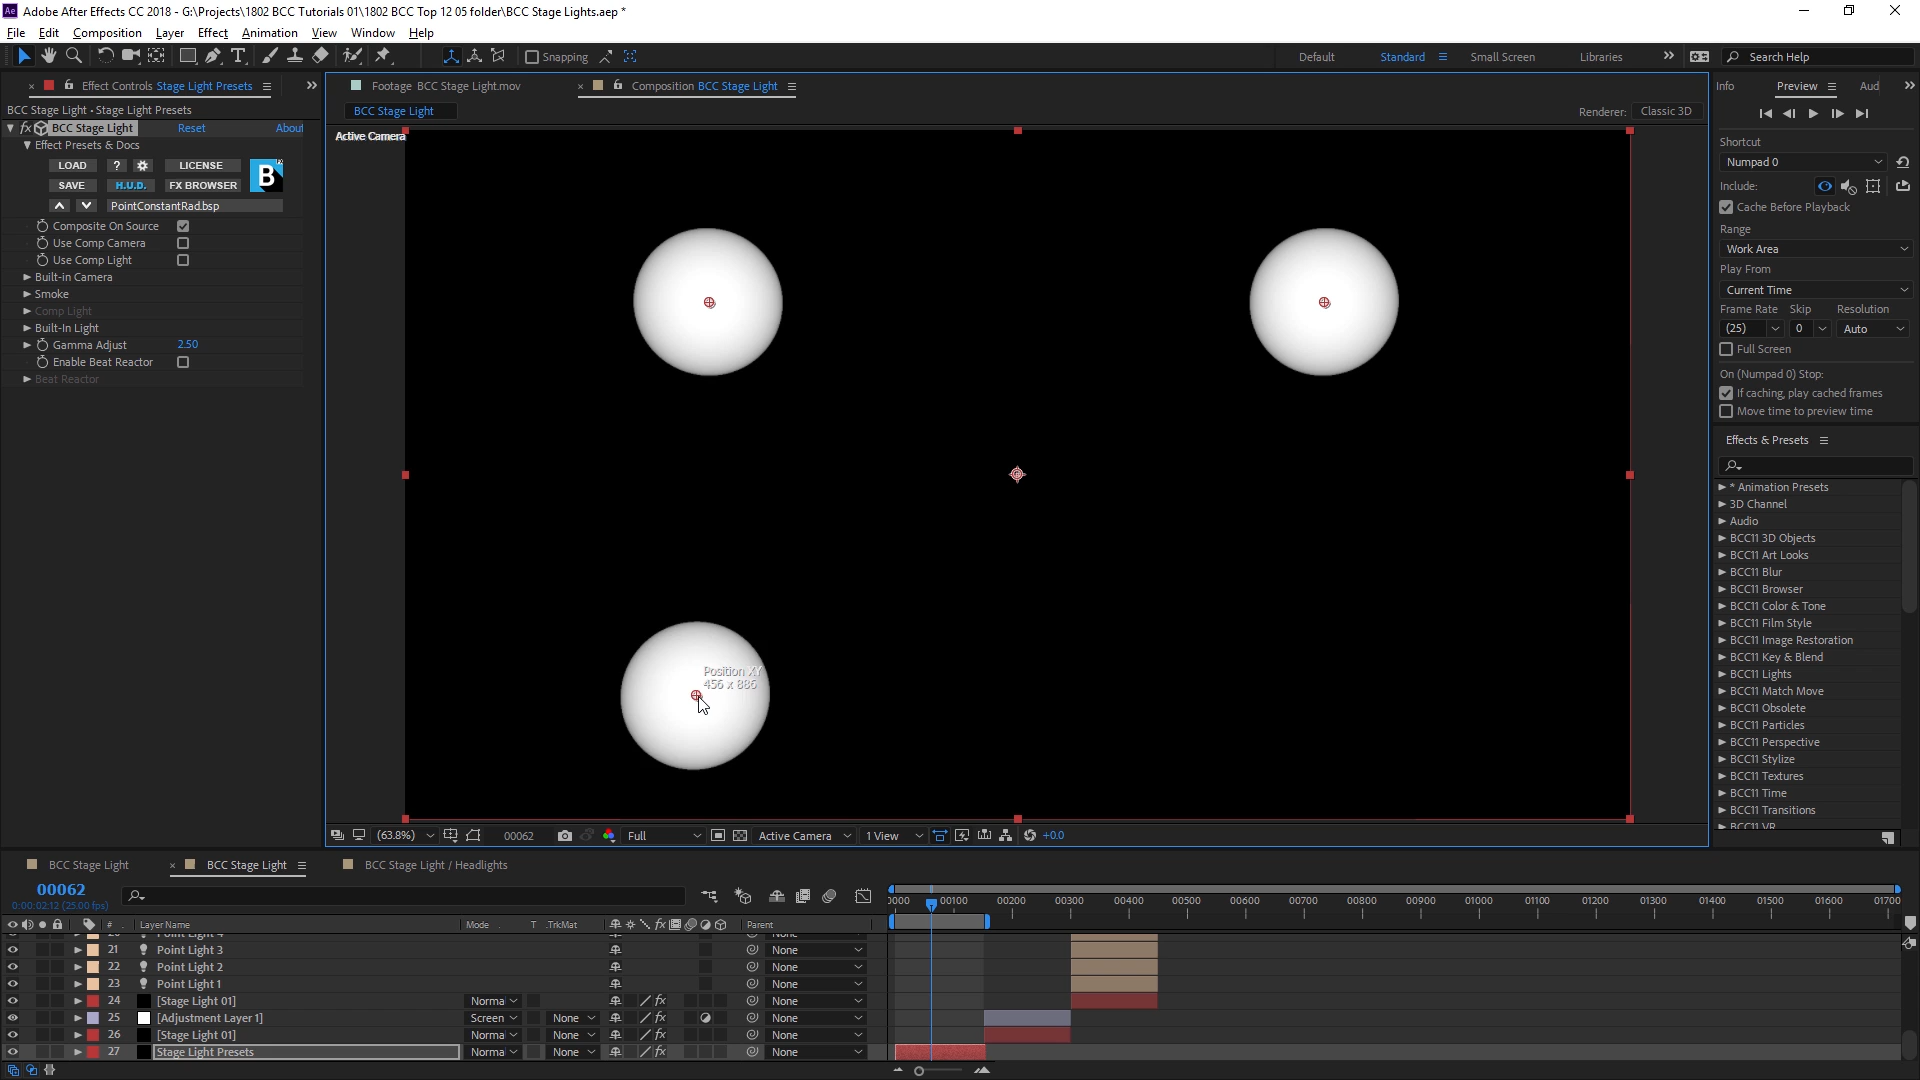 Adobe After Effects CC 2018 - G:\Projects\1802 BCC Tutorials 01\1802 BCC Top 12 05 folder\BCC Stage Lights.aep *
File Edit Composition Layer Effect Animation View Window Help
Snapping
Default Standard Small Screen Libraries Search Help
Effect Controls Stage Light Presets
BCC Stage Light • Stage Light Presets
BCC Stage Light Reset About
Effect Presets & Docs
LOAD ? LICENSE
SAVE H.U.D. FX BROWSER
PointConstantRad.bsp
Composite On Source
Use Comp Camera
Use Comp Light
Built-in Camera
Smoke
Comp Light
Built-In Light
Gamma Adjust 2.50
Enable Beat Reactor
Beat Reactor
Footage BCC Stage Light.mov
Composition BCC Stage Light
BCC Stage Light
Renderer: Classic 3D
Active Camera
Position XY
456 x 886
(63.8%) 00062 Full Active Camera 1 View +0.0
Info Preview Aud
Shortcut
Numpad 0
Include:
Cache Before Playback
Range
Work Area
Play From
Current Time
Frame Rate Skip Resolution
(25) 0 Auto
Full Screen
On (Numpad 0) Stop:
If caching, play cached frames
Move time to preview time
Effects & Presets
* Animation Presets
3D Channel
Audio
BCC11 3D Objects
BCC11 Art Looks
BCC11 Blur
BCC11 Browser
BCC11 Color & Tone
BCC11 Film Style
BCC11 Image Restoration
BCC11 Key & Blend
BCC11 Lights
BCC11 Match Move
BCC11 Obsolete
BCC11 Particles
BCC11 Perspective
BCC11 Stylize
BCC11 Textures
BCC11 Time
BCC11 Transitions
BCC11 VR
BCC Stage Light BCC Stage Light BCC Stage Light / Headlights
00062
0:00:02:12 (25.00 fps)
0000 00100 00200 00300 00400 00500 00600 00700 00800 00900 01000 01100 01200 01300 01400 01500 01600 01700
# Layer Name Mode T .TrkMat Parent
20 Point Light 4 None
21 Point Light 3 None
22 Point Light 2 None
23 Point Light 1 None
24 [Stage Light 01] Norma None
25 [Adjustment Layer 1] Screen None None
26 [Stage Light 01] Norma None None
27 Stage Light Presets Norma None None